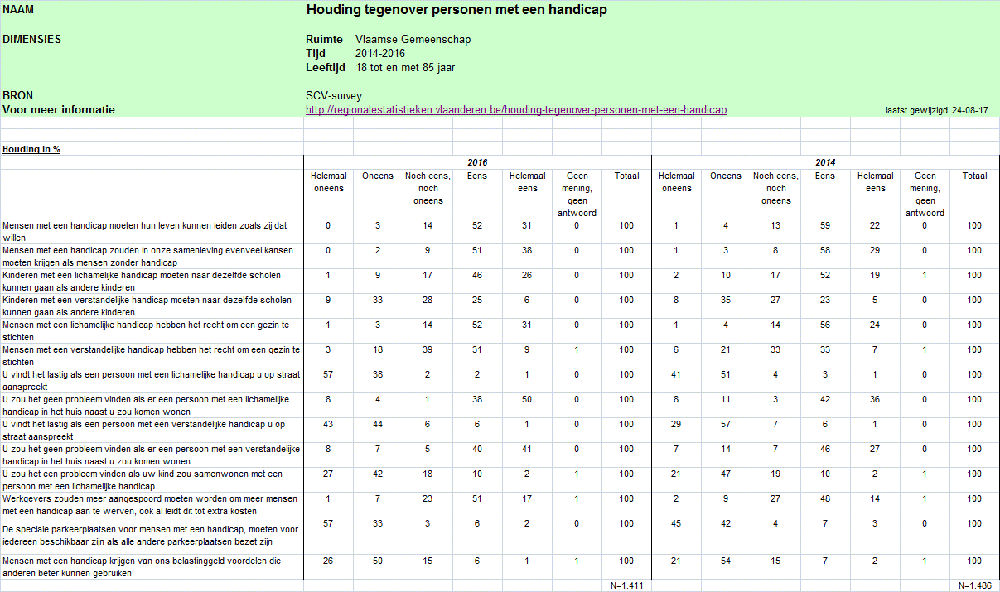 NAAM Houding tegenover personen met een handicap
DIMENSIES Ruimte Vlaamse Gemeenschap
Tijd 2014-2016
Leeftijd 18 tot en met 85 jaar
BRON SCV-survey
Voor meer informatie http://regionalestatistieken.vlaanderen.be/houding-tegenover-personen-met-een-handicap laatst gewijzigd 24-08-17
Houding in %
2016 2014
Helemaal Oneens Noch eens, Eens Helemaal Geen Totaal Helemaal Oneens Noch eens, Eens Helemaal Geen Totaal
oneens noch eens mening, oneens noch eens mening,
oneens geen oneens geen
antwoord antwoord
Mensen met een handicap moeten hun leven kunnen leiden zoals zij dat 0 3 14 52 31 0 100 1 4 13 59 22 0 100
willen
Mensen met een handicap zouden in onze samenleving evenveel kansen 0 2 9 51 38 0 100 1 3 8 58 29 0 100
moeten krijgen als mensen zonder handicap
Kinderen met een lichamelijke handicap moeten naar dezelfde scholen 1 9 17 46 26 0 100 2 10 17 52 19 1 100
kunnen gaan als andere kinderen
Kinderen met een verstandelijke handicap moeten naar dezelfde scholen 9 33 28 25 6 0 100 8 35 27 23 5 0 100
kunnen gaan als andere kinderen
Mensen met een lichamelijke handicap hebben het recht om een gezin te 1 3 14 52 31 0 100 1 4 14 56 24 0 100
stichten
Mensen met een verstandelijke handicap hebben het recht om een gezin te 3 18 39 31 9 1 100 6 21 33 33 7 1 100
stichten
U vindt het lastig als een persoon met een lichamelijke handicap u op straat 57 38 2 2 1 0 100 41 51 4 3 1 0 100
aanspreekt
U zou het geen probleem vinden als er een persoon met een lichamelijke 8 4 1 38 50 0 100 8 11 3 42 36 0 100
handicap in het huis naast u zou komen wonen
U vindt het lastig als een persoon met een verstandelijke handicap u op 43 44 6 6 1 0 100 29 57 7 6 1 0 100
straat aanspreekt
U zou het geen probleem vinden als er een persoon met een verstandelijke 8 7 5 40 41 0 100 7 14 7 46 27 0 100
handicap in het huis naast u zou komen wonen
U zou het een probleem vinden als uw kind zou samenwonen met een 27 42 18 10 2 1 100 21 47 19 10 2 1 100
persoon met een lichamelijke handicap
Werkgevers zouden meer aangespoord moeten worden om meer mensen 1 7 23 51 17 1 100 2 9 27 48 14 1 100
met een handicap aan te werven, ook al leidt dit tot extra kosten
De speciale parkeerplaatsen voor mensen met een handicap, moeten voor 57 33 3 6 2 0 100 45 42 4 7 3 0 100
iedereen beschikbaar zijn als alle andere parkeerplaatsen bezet zijn
Mensen met een handicap krijgen van ons belastinggeld voordelen die 26 50 15 6 1 1 100 21 54 15 7 2 1 100
anderen beter kunnen gebruiken
N=1.411 N=1.486